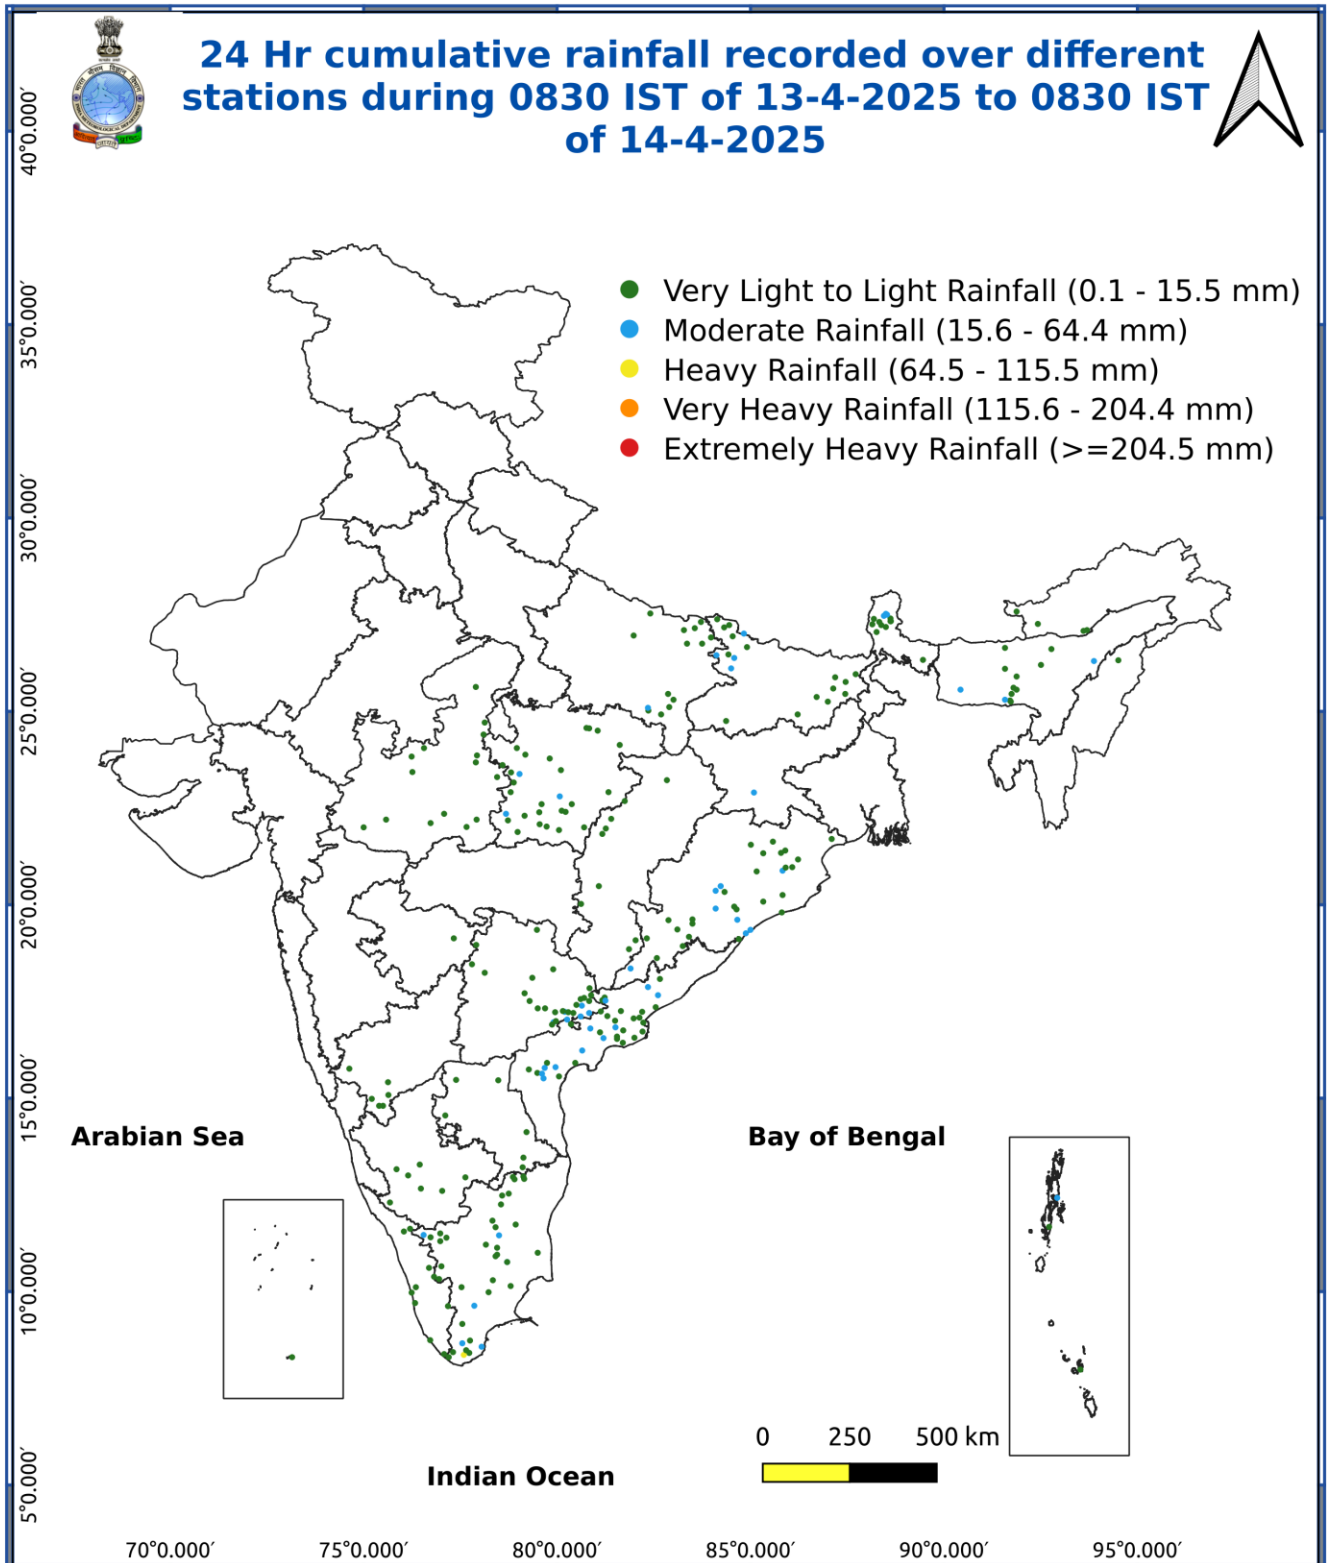 24 Hr cumulative rainfall recorded over different
stations during 0830 IST of 13-4-2025 to 0830 IST
of 14-4-2025
Very Light to Light Rainfall (0.1 - 15.5 mm)
Moderate Rainfall (15.6 - 64.4 mm)
Heavy Rainfall (64.5 - 115.5 mm)
Very Heavy Rainfall (115.6 - 204.4 mm)
Extremely Heavy Rainfall (>=204.5 mm)
40°0.000′
35°0.000′
30°0.000′
25°0.000′
20°0.000′
15°0.000′
10°0.000′
5°0.000′
Arabian Sea
Bay of Bengal
Indian Ocean
0 250 500 km
70°0.000′ 75°0.000′ 80°0.000′ 85°0.000′ 90°0.000′ 95°0.000′